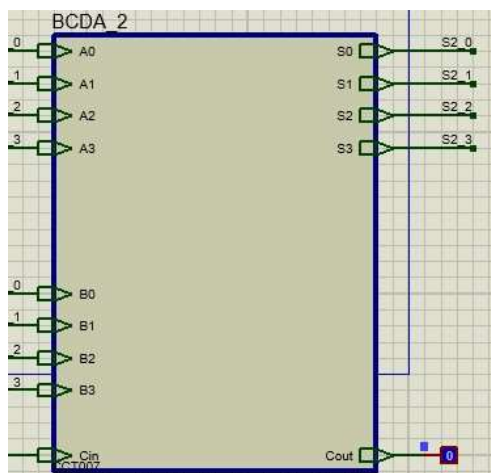 BCDA_2
0 A0 S0 S2_0
1 A1 S1 S2_1
2 A2 S2 S2_2
3 A3 S3 S2_3
0 B0
1 B1
2 B2
3 B3
Cin Cout 0
CCT007